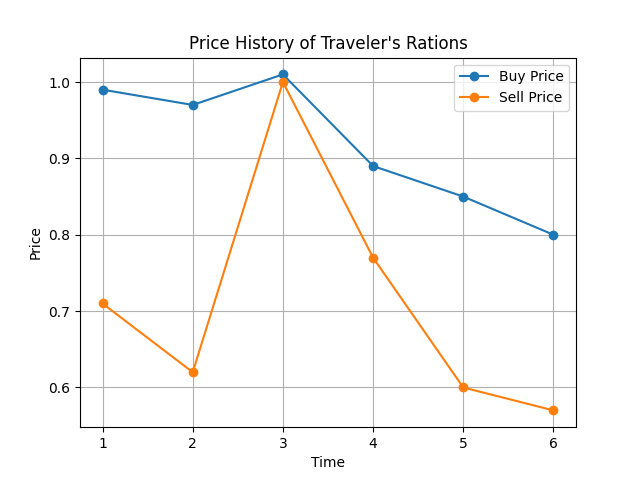 Price History of Traveler's Rations
Buy Price
Sell Price
Price
1.0
0.9
0.8
0.7
0.6
1 2 3 4 5 6
Time